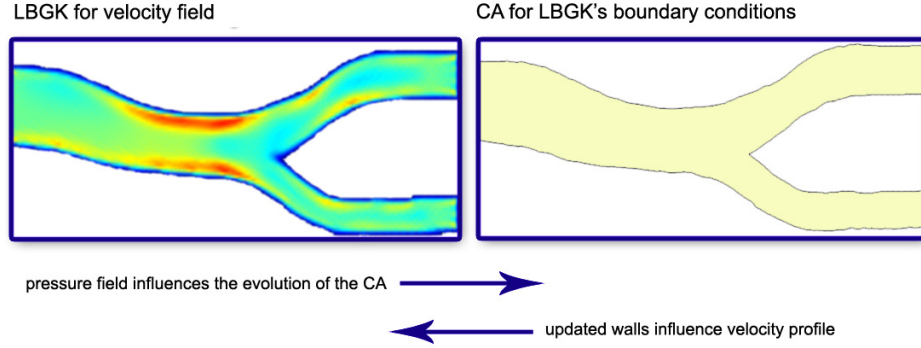 LBGK for velocity field
CA for LBGK's boundary conditions
pressure field influences the evolution of the CA
updated walls influence velocity profile